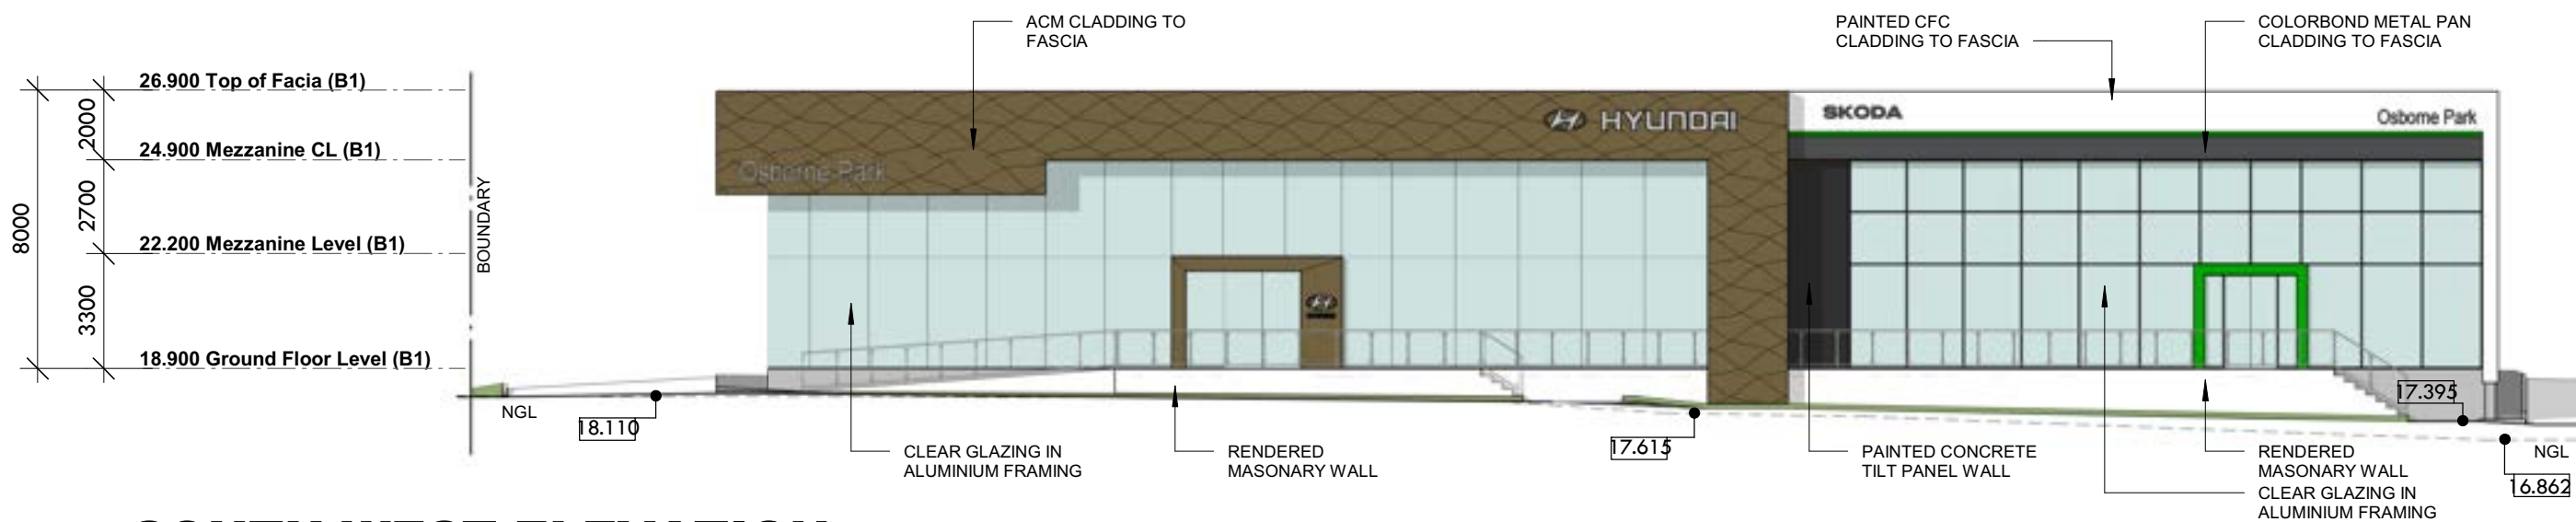 ACM CLADDING TO
FASCIA
PAINTED CFC
CLADDING TO FASCIA
COLORBOND METAL PAN
CLADDING TO FASCIA
26.900 Top of Facia (B1)
24.900 Mezzanine CL (B1)
22.200 Mezzanine Level (B1)
18.900 Ground Floor Level (B1)
8000
2000
2700
3300
BOUNDARY
HYUNDAI
Osborne Park
SKODA
Osborne Park
NGL
18.110
17.615
17.395
NGL
16.862
CLEAR GLAZING IN
ALUMINIUM FRAMING
RENDERED
MASONARY WALL
PAINTED CONCRETE
TILT PANEL WALL
RENDERED
MASONARY WALL
CLEAR GLAZING IN
ALUMINIUM FRAMING